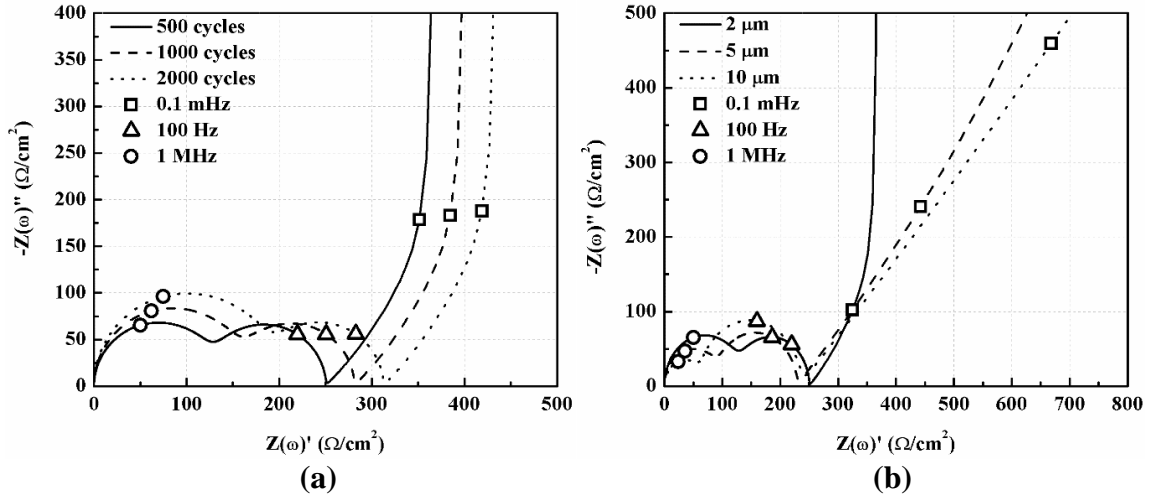 400
350
300
250
200
150
100
50
0
-Z(ω)'' (Ω/cm²)
500 cycles
1000 cycles
2000 cycles
0.1 mHz
100 Hz
1 MHz
0 100 200 300 400 500
Z(ω)' (Ω/cm²)
(a)
500
400
300
200
100
0
-Z(ω)'' (Ω/cm²)
2 μm
5 μm
10 μm
0.1 mHz
100 Hz
1 MHz
0 100 200 300 400 500 600 700 800
Z(ω)' (Ω/cm²)
(b)